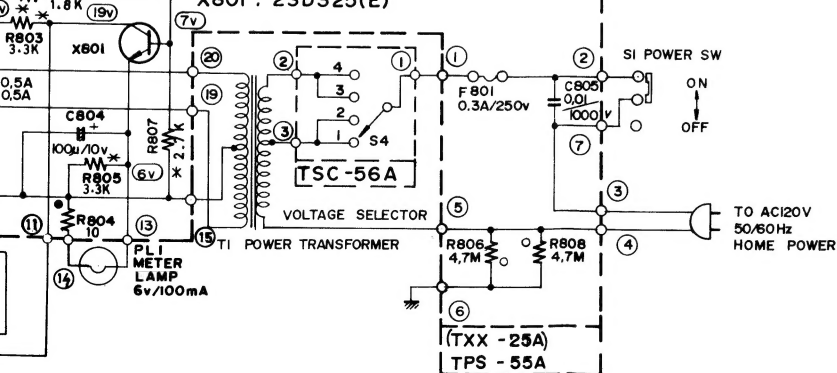 X801 : 2SD325(E)
1.8K
19v
7v
R803
3.3K
X801
20
19
2
1
1
2
S1 POWER SW
ON
OFF
0,5A
0,5A
4
3
2
1
S4
3
F801
0.3A/250v
C805
0,01
1000v
7
C804
+
100μ/10v
R807
2.7K
R805
3.3K
6v
TSC-56A
11
R804
10
13
15
VOLTAGE SELECTOR
T1 POWER TRANSFORMER
5
3
4
TO AC120V
50/60Hz
HOME POWER
R806
4,7M
R808
4,7M
14
PL1
METER
LAMP
6v/100mA
6
(TXX -25A)
TPS -55A